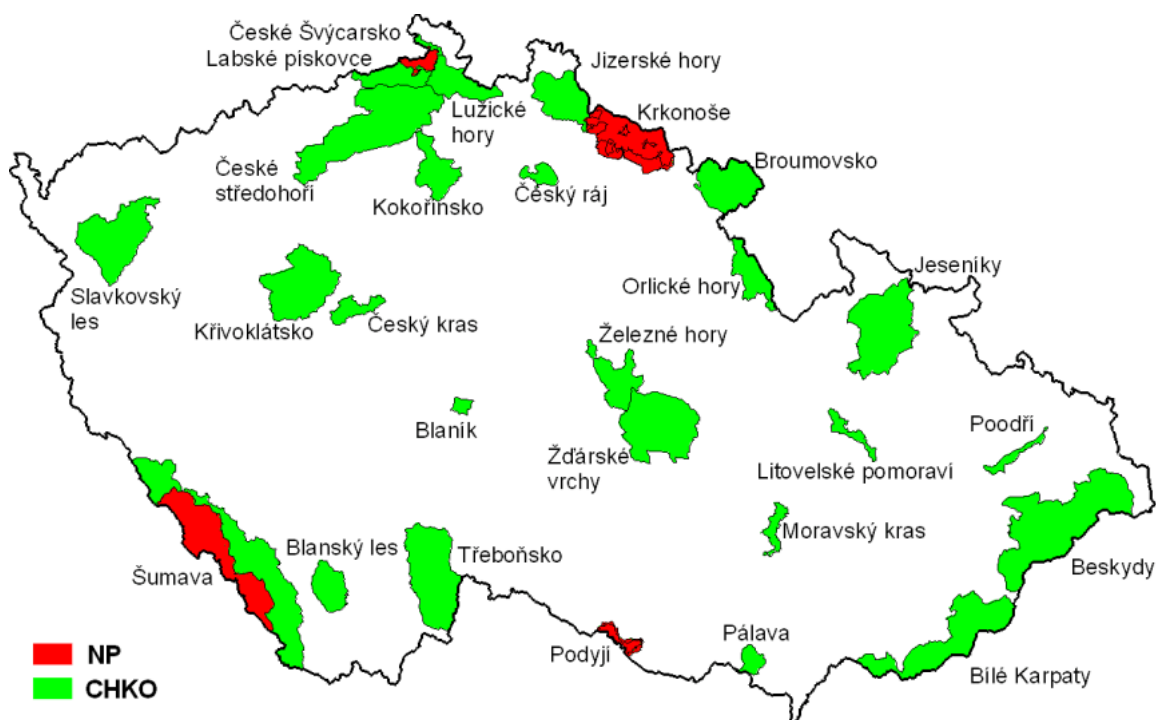 České Švýcarsko
Labské pískovce
Jizerské hory
Lužické
hory
Krkonoše
České
středohoří
Kokořínsko
Český ráj
Broumovsko
Slavkovský
les
Křivoklátsko
Český kras
Orlické hory
Jeseníky
Železné hory
Blaník
Žďárské
vrchy
Litovelské pomoraví
Poodří
Moravský kras
Beskydy
Šumava
Blanský les
Třeboňsko
Podyjí
Pálava
Bílé Karpaty
NP
CHKO